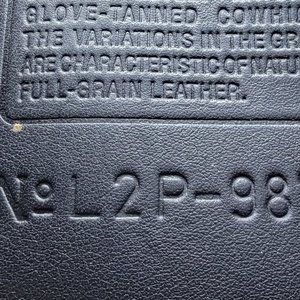 GLOVE-TANNED COWHI
THE VARIATIONS IN THE GR
ARE CHARACTERISTIC OF NATU
FULL-GRAIN LEATHER.
No L2P-98